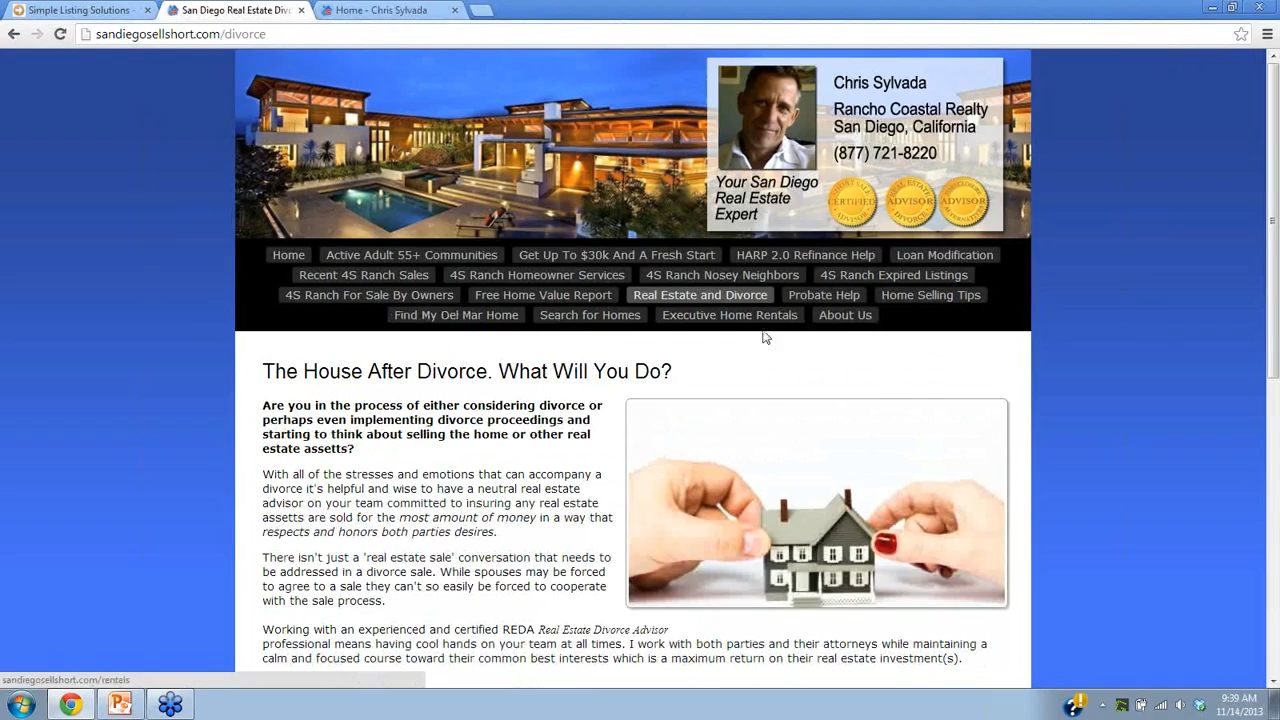 Simple Listing Solutions -
San Diego Real Estate Div
Home - Chris Sylvada
sandiegosellshort.com/divorce
Chris Sylvada
Rancho Coastal Realty
San Diego, California
(877) 721-8220
Your San Diego
Real Estate
Expert
CERTIFIED
ADVISOR
ADVISOR
Home
Active Adult 55+ Communities
Get Up To $30k And A Fresh Start
HARP 2.0 Refinance Help
Loan Modification
Recent 4S Ranch Sales
4S Ranch Homeowner Services
4S Ranch Nosey Neighbors
4S Ranch Expired Listings
4S Ranch For Sale By Owners
Free Home Value Report
Real Estate and Divorce
Probate Help
Home Selling Tips
Find My Del Mar Home
Search for Homes
Executive Home Rentals
About Us
The House After Divorce. What Will You Do?
Are you in the process of either considering divorce or
perhaps even implementing divorce proceedings and
starting to think about selling the home or other real
estate assetts?
With all of the stresses and emotions that can accompany a
divorce it's helpful and wise to have a neutral real estate
advisor on your team committed to insuring any real estate
assetts are sold for the most amount of money in a way that
respects and honors both parties desires.
There isn't just a 'real estate sale' conversation that needs to
be addressed in a divorce sale. While spouses may be forced
to agree to a sale they can't so easily be forced to cooperate
with the sale process.
Working with an experienced and certified REDA Real Estate Divorce Advisor
professional means having cool hands on your team at all times. I work with both parties and their attorneys while maintaining a
calm and focused course toward their common best interests which is a maximum return on their real estate investment(s).
sandiegosellshort.com/rentals
9:39 AM
11/14/2013